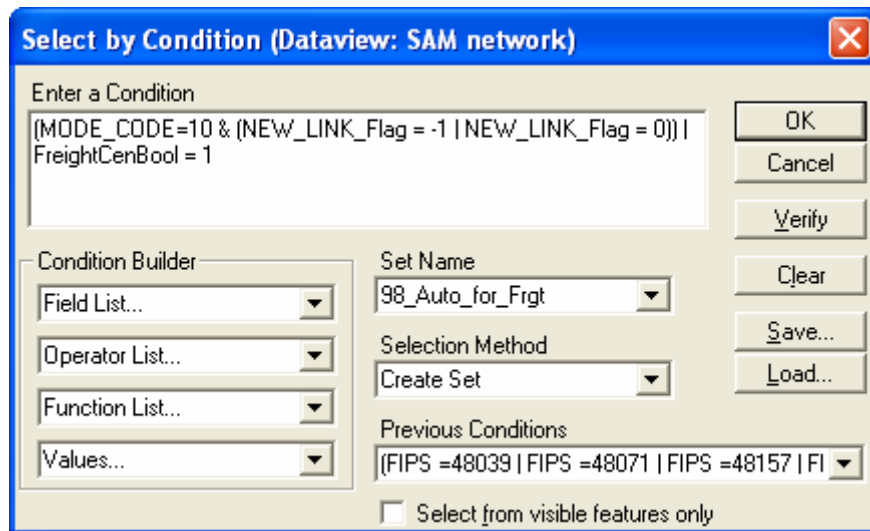 Select by Condition (Dataview: SAM network)
Enter a Condition
(MODE_CODE=10 & (NEW_LINK_Flag = -1 | NEW_LINK_Flag = 0)) |
FreightCenBool = 1
OK
Cancel
Verify
Clear
Save...
Load...
Condition Builder
Field List...
Operator List...
Function List...
Values...
Set Name
98_Auto_for_Frgt
Selection Method
Create Set
Previous Conditions
(FIPS =48039 | FIPS =48071 | FIPS =48157 | FI
Select from visible features only